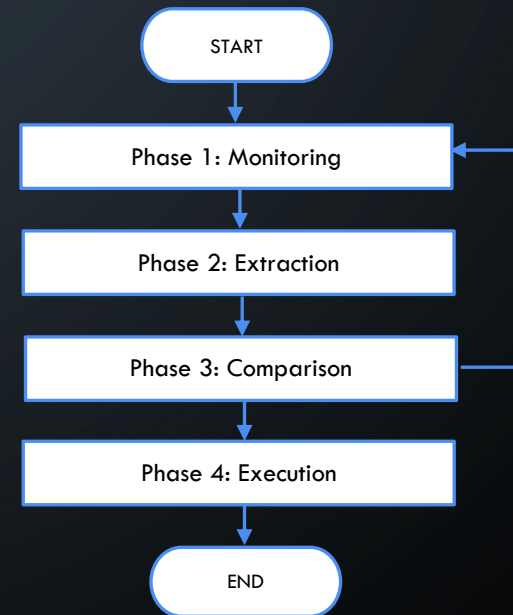 START
Phase 1: Monitoring
Phase 2: Extraction
Phase 3: Comparison
Phase 4: Execution
END